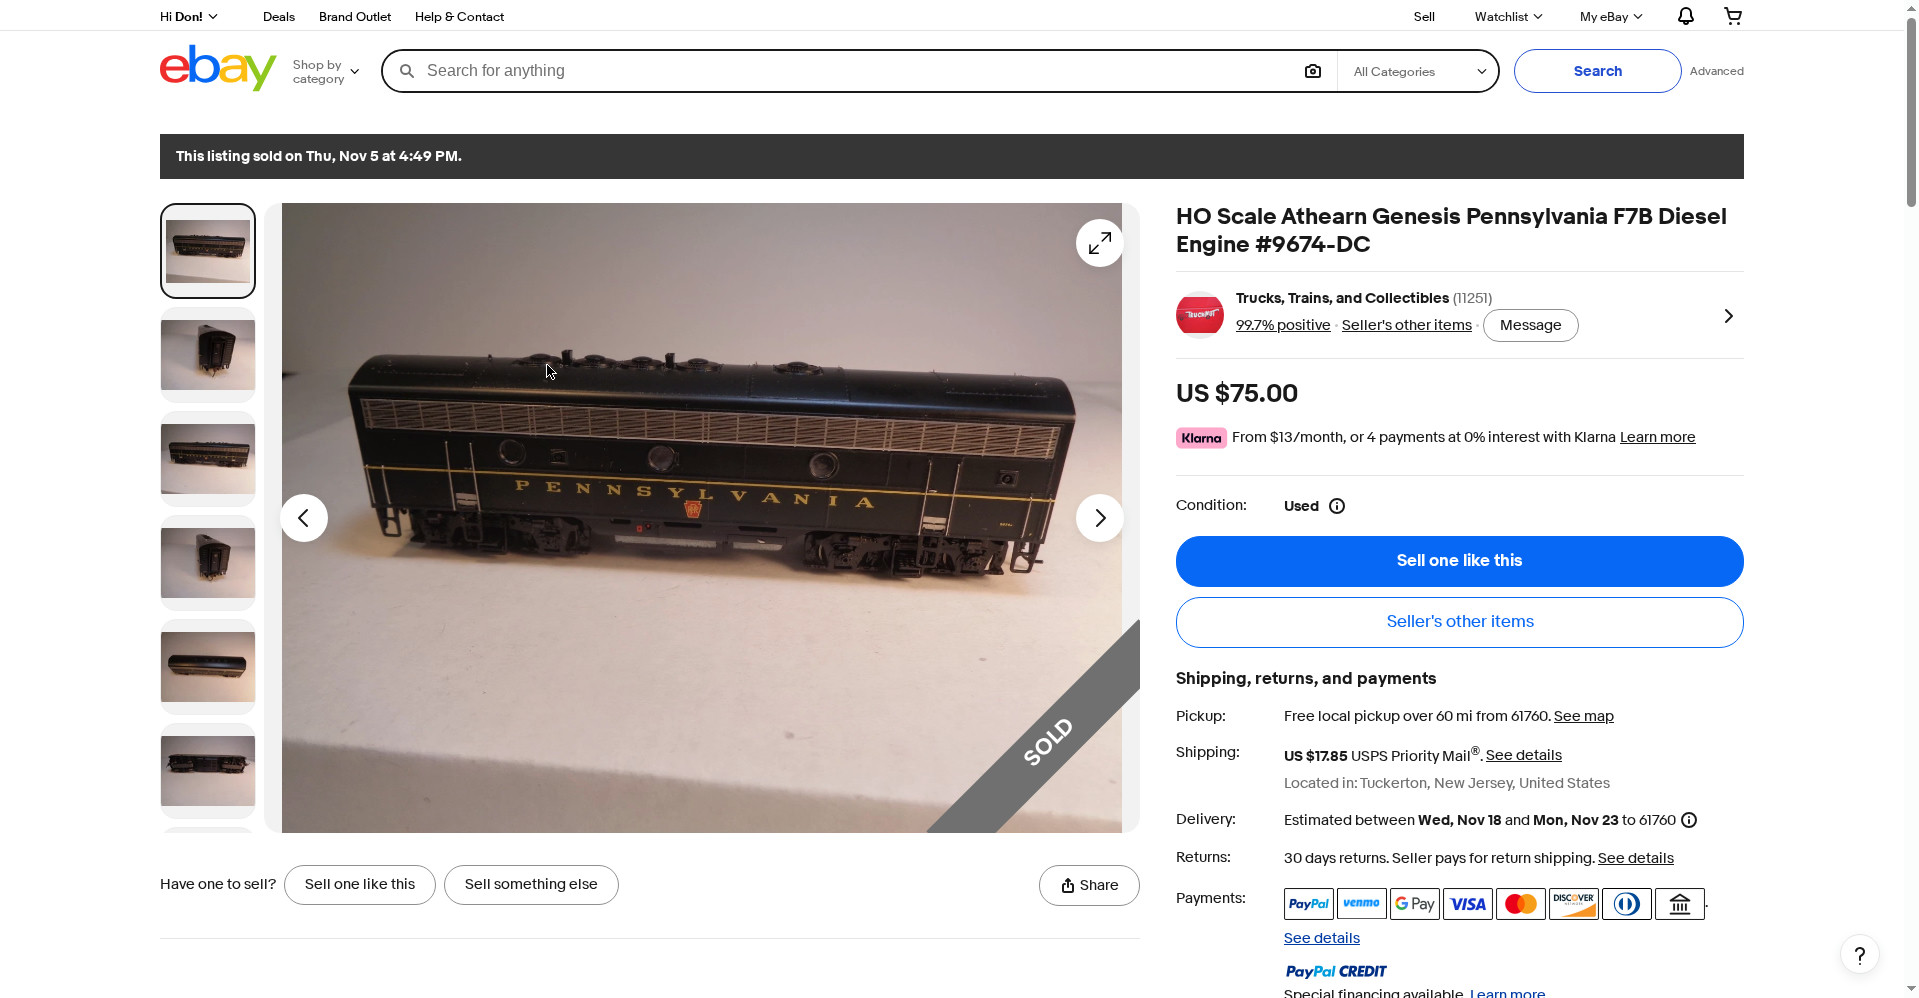 Hi Don!
Deals
Brand Outlet
Help & Contact
Sell
Watchlist
My eBay
ebay
Shop by
category
Search for anything
All Categories
Search
Advanced
This listing sold on Thu, Nov 5 at 4:49 PM.
PENNSYLVANIA
SOLD
Have one to sell?
Sell one like this
Sell something else
Share
HO Scale Athearn Genesis Pennsylvania F7B Diesel
Engine #9674-DC
Trucks, Trains, and Collectibles (11251)
99.7% positive · Seller's other items · Message
US $75.00
Klarna From $13/month, or 4 payments at 0% interest with Klarna Learn more
Condition: Used
Sell one like this
Seller's other items
Shipping, returns, and payments
Pickup: Free local pickup over 60 mi from 61760. See map
Shipping: US $17.85 USPS Priority Mail®. See details
Located in: Tuckerton, New Jersey, United States
Delivery: Estimated between Wed, Nov 18 and Mon, Nov 23 to 61760
Returns: 30 days returns. Seller pays for return shipping. See details
Payments: PayPal venmo G Pay VISA DISCOVER .
See details
PayPal CREDIT
Special financing available. Learn more
?